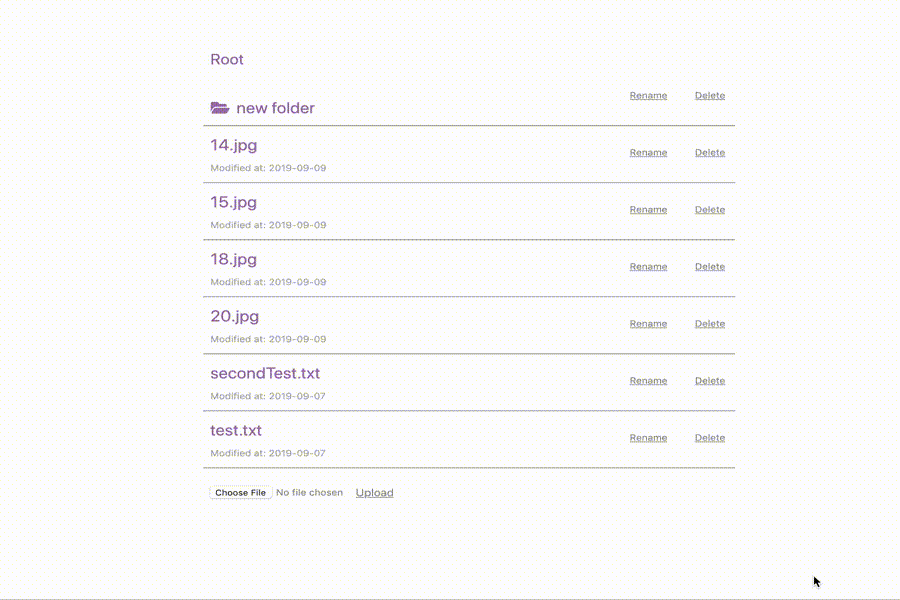 Root
new folder Rename Delete
14.jpg Rename Delete
Modified at: 2019-09-09
15.jpg Rename Delete
Modified at: 2019-09-09
18.jpg Rename Delete
Modified at: 2019-09-09
20.jpg Rename Delete
Modified at: 2019-09-09
secondTest.txt Rename Delete
Modified at: 2019-09-07
test.txt Rename Delete
Modified at: 2019-09-07
Choose File No file chosen Upload